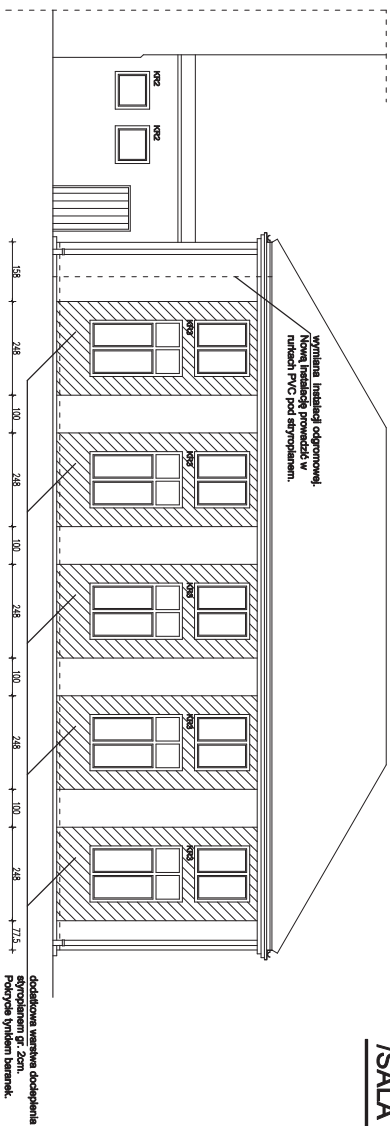 /SALA
wymiana instalacji odgromowej.
Nową instalację prowadzić w
rurkach PVC pod styropianem.
KR2
KR2
KR3
KR3
KR3
KR3
KR3
158
248
100
248
100
248
100
248
100
248
77.5
dodatkowa warstwa docieplenia
styropianem gr. 2cm.
Pokrycie tynkiem baranek.